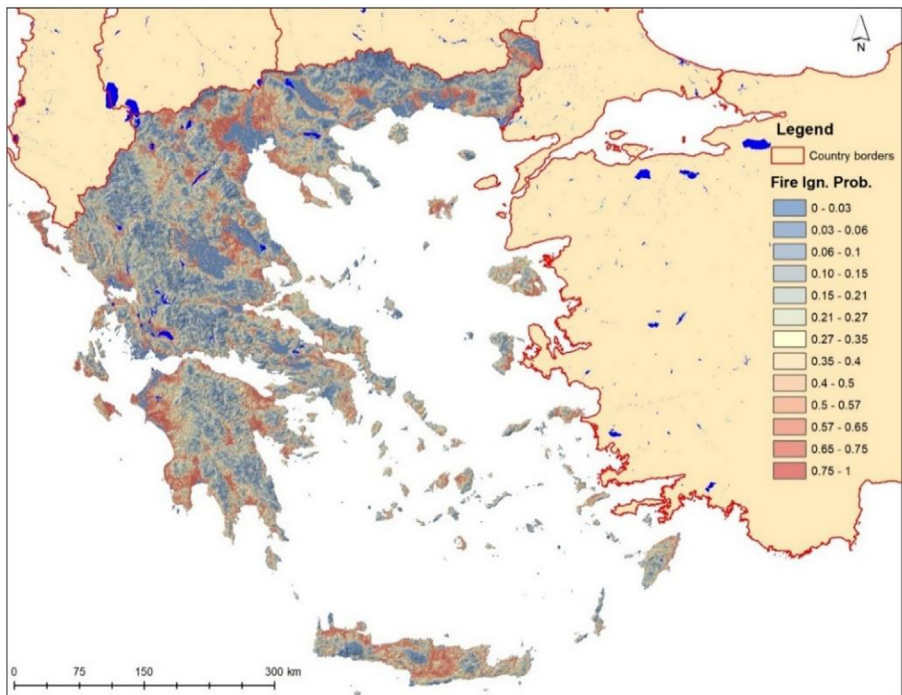 N
Legend
Country borders
Fire Ign. Prob.
0 - 0.03
0.03 - 0.06
0.06 - 0.1
0.10 - 0.15
0.15 - 0.21
0.21 - 0.27
0.27 - 0.35
0.35 - 0.4
0.4 - 0.5
0.5 - 0.57
0.57 - 0.65
0.65 - 0.75
0.75 - 1
0 75 150 300 km